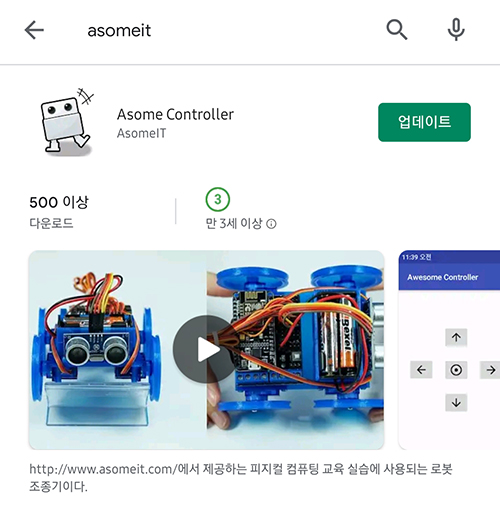 asomeit
Asome Controller
AsomeIT
업데이트
500 이상
다운로드
3
만 3세 이상
11:39 오전
Awesome Controller
Bexel
http://www.asomeit.com/에서 제공하는 피지컬 컴퓨팅 교육 실습에 사용되는 로봇
조종기이다.